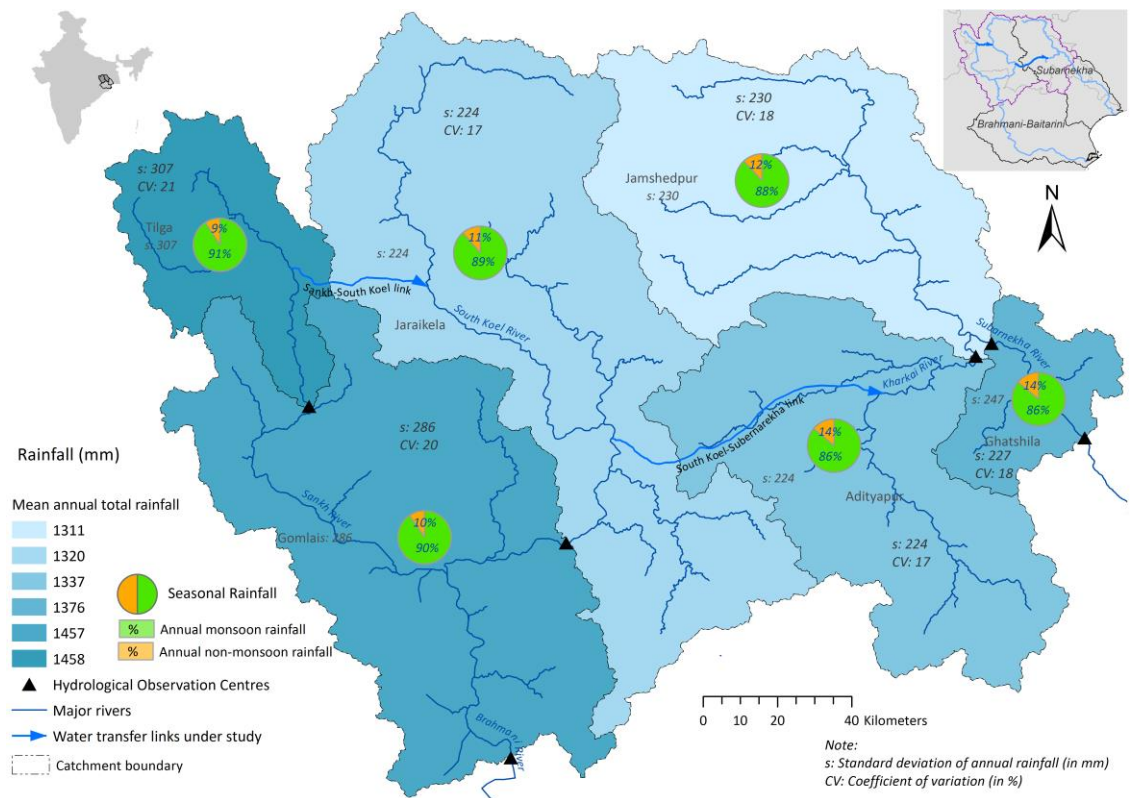 Subarnekha
Brahmani-Baitarini
N
s: 224
CV: 17
s: 230
CV: 18
12%
88%
Jamshedpur
s: 230
s: 307
CV: 21
Tilga
s: 307
9%
91%
11%
89%
s: 224
Sankh-South Koel link
Jaraikela
South Koel River
Subarnekha River
Kharkai River
14%
86%
s: 247
Ghatshila
s: 227
CV: 18
South Koel-Subernarekha link
14%
86%
s: 224
Adityapur
s: 224
CV: 17
s: 286
CV: 20
Sankh River
Gomlais: 286
10%
90%
Brahmani River
Rainfall (mm)
Mean annual total rainfall
1311
1320
1337
1376
1457
1458
Seasonal Rainfall
% Annual monsoon rainfall
% Annual non-monsoon rainfall
Hydrological Observation Centres
Major rivers
Water transfer links under study
Catchment boundary
0 10 20 40 Kilometers
Note:
s: Standard deviation of annual rainfall (in mm)
CV: Coefficient of variation (in %)